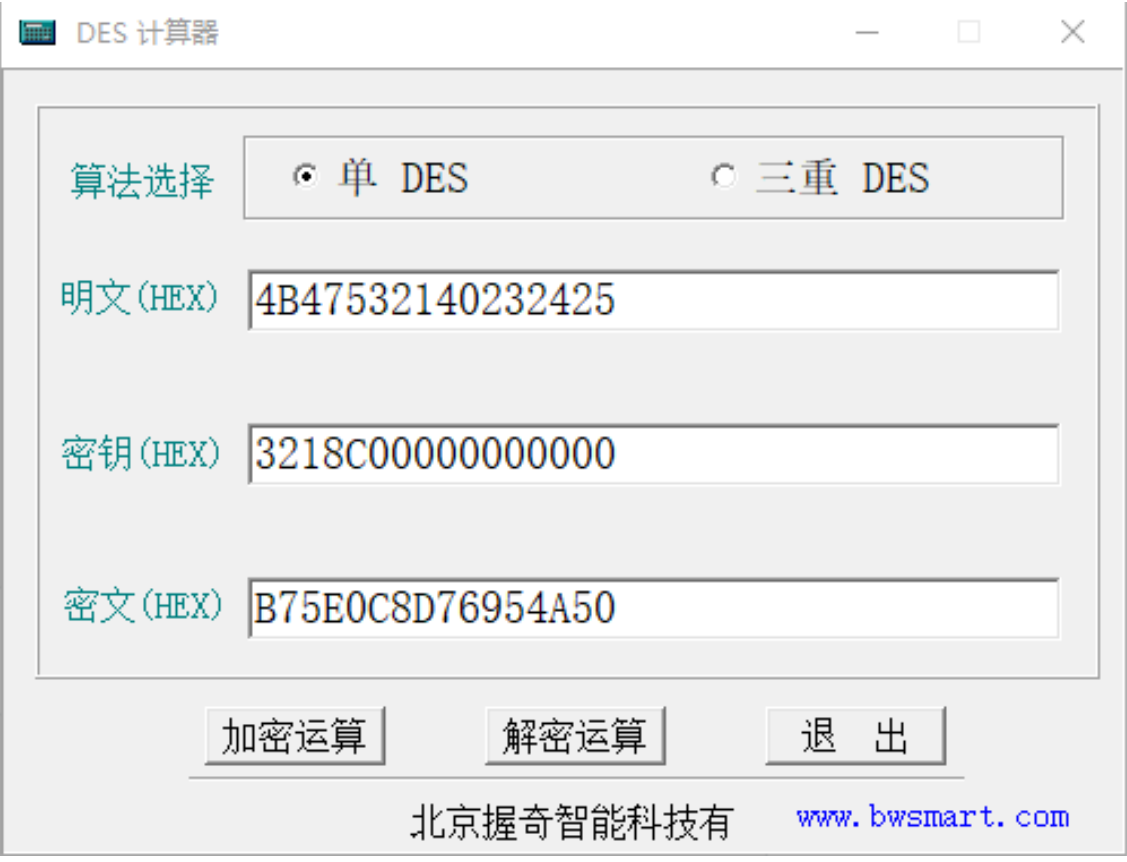 DES 计算器
算法选择 单 DES 三重 DES
明文(HEX) 4B47532140232425
密钥(HEX) 3218C00000000000
密文(HEX) B75E0C8D76954A50
加密运算 解密运算 退 出
北京握奇智能科技有 www.bwsmart.com